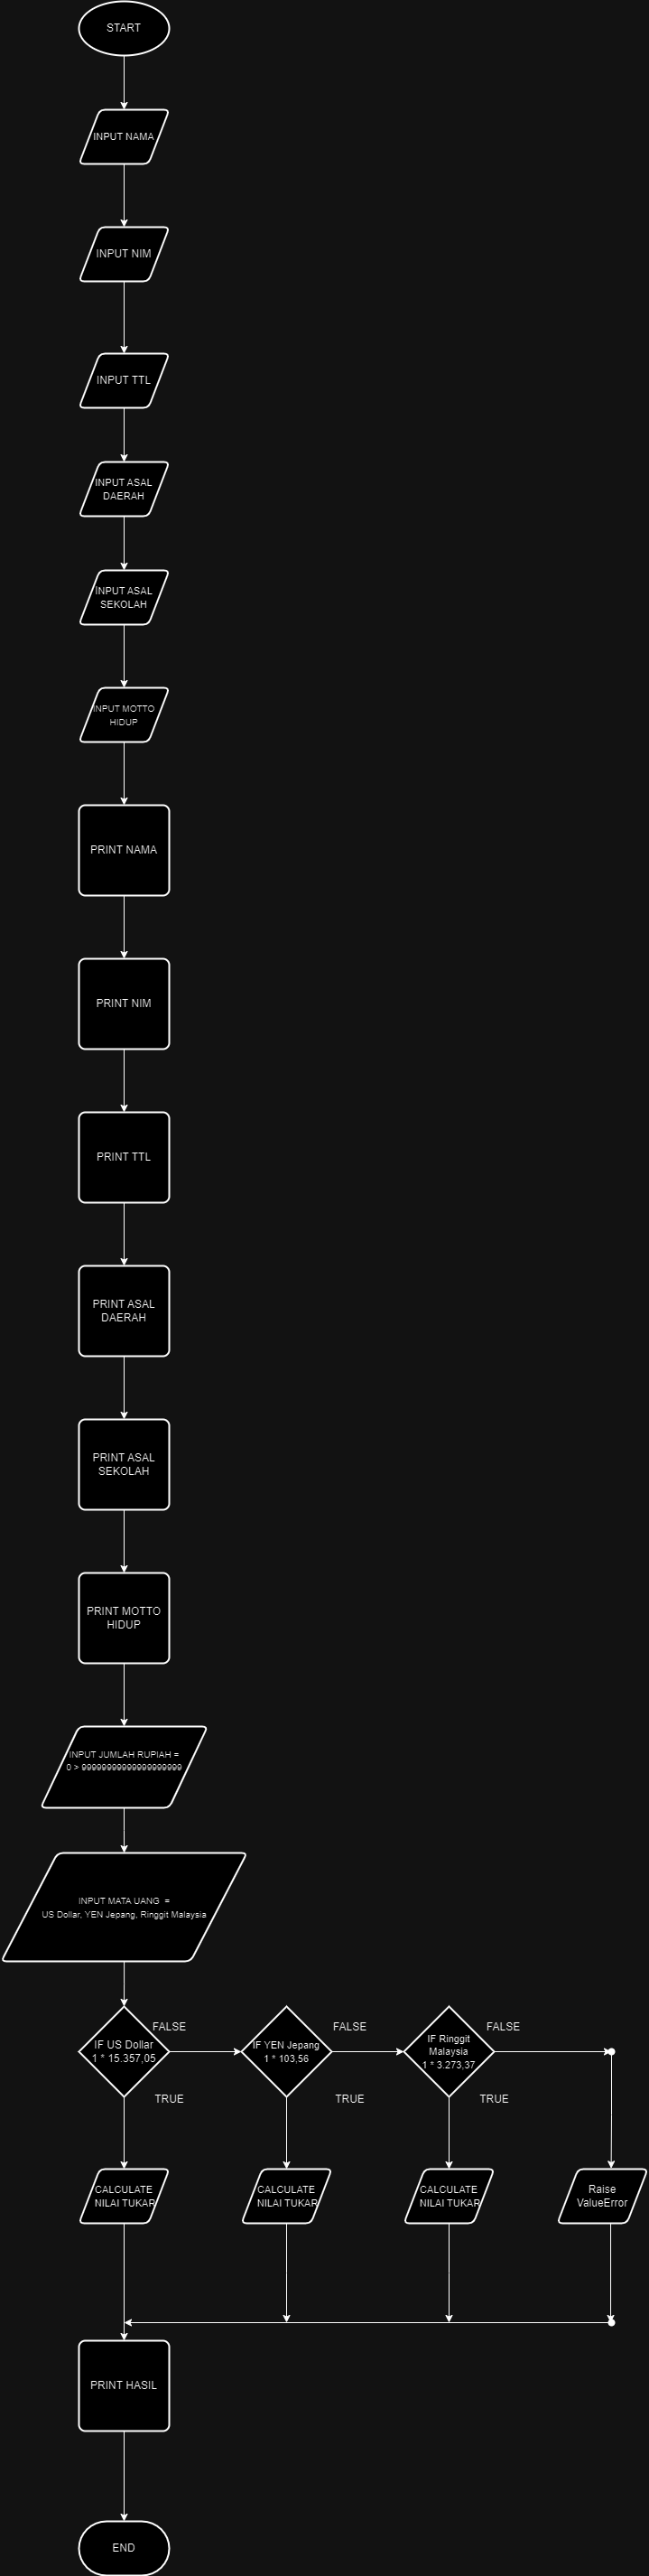 START
INPUT NAMA
INPUT NIM
INPUT TTL
INPUT ASAL
DAERAH
INPUT ASAL
SEKOLAH
INPUT MOTTO
HIDUP
PRINT NAMA
PRINT NIM
PRINT TTL
PRINT ASAL
DAERAH
PRINT ASAL
SEKOLAH
PRINT MOTTO
HIDUP
INPUT JUMLAH RUPIAH =
INPUT MATA UANG =
US Dollar, YEN Jepang, Ringgit Malaysia
IF US Dollar
1 * 15.357,05
FALSE
TRUE
IF YEN Jepang
1 * 103,56
FALSE
TRUE
IF Ringgit
Malaysia
1 * 3.273,37
FALSE
TRUE
CALCULATE
NILAI TUKAR
CALCULATE
NILAI TUKAR
CALCULATE
NILAI TUKAR
Raise
ValueError
PRINT HASIL
END